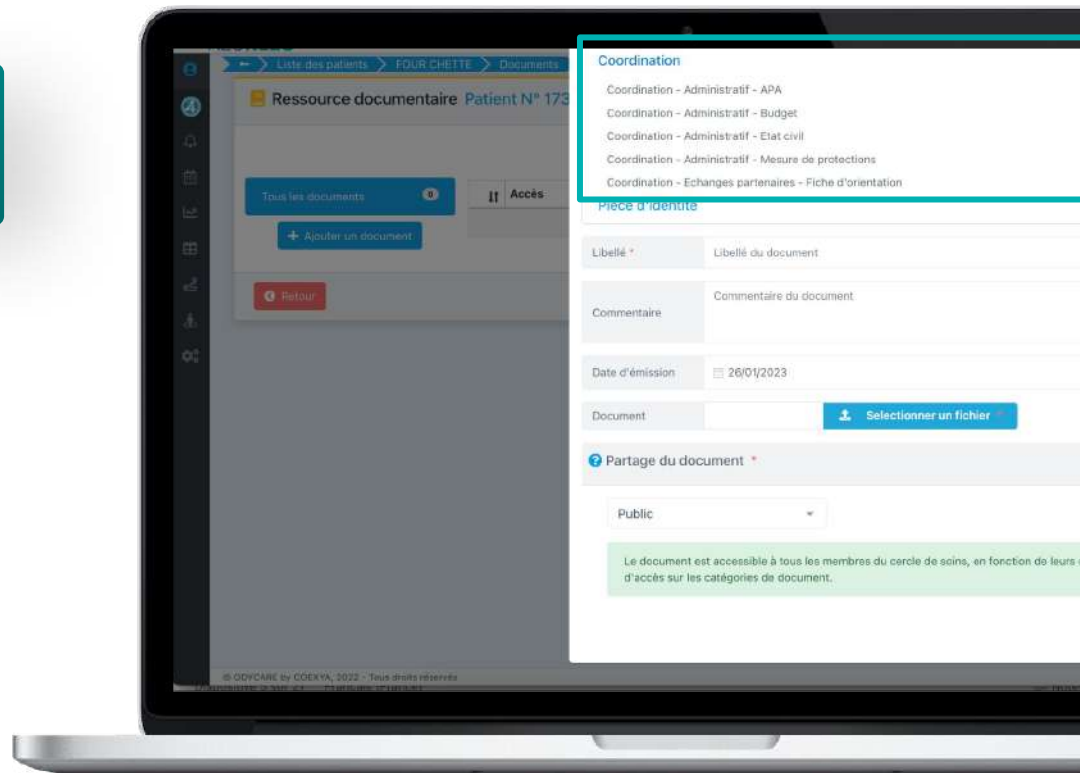 Liste des patients
FOUR CHETTE
Documents
Ressource documentaire Patient N° 173
Tous les documents 0
Accès
+ Ajouter un document
Retour
Coordination
Coordination - Administratif - APA
Coordination - Administratif - Budget
Coordination - Administratif - Etat civil
Coordination - Administratif - Mesure de protections
Coordination - Echanges partenaires - Fiche d'orientation
Pièce d'identité
Libellé * Libellé du document
Commentaire Commentaire du document
Date d'émission 26/01/2023
Document Selectionner un fichier *
Partage du document *
Public
Le document est accessible à tous les membres du cercle de soins, en fonction de leurs
d'accès sur les catégories de document.
© ODYCARE by COEXYA, 2022 - Tous droits réservés